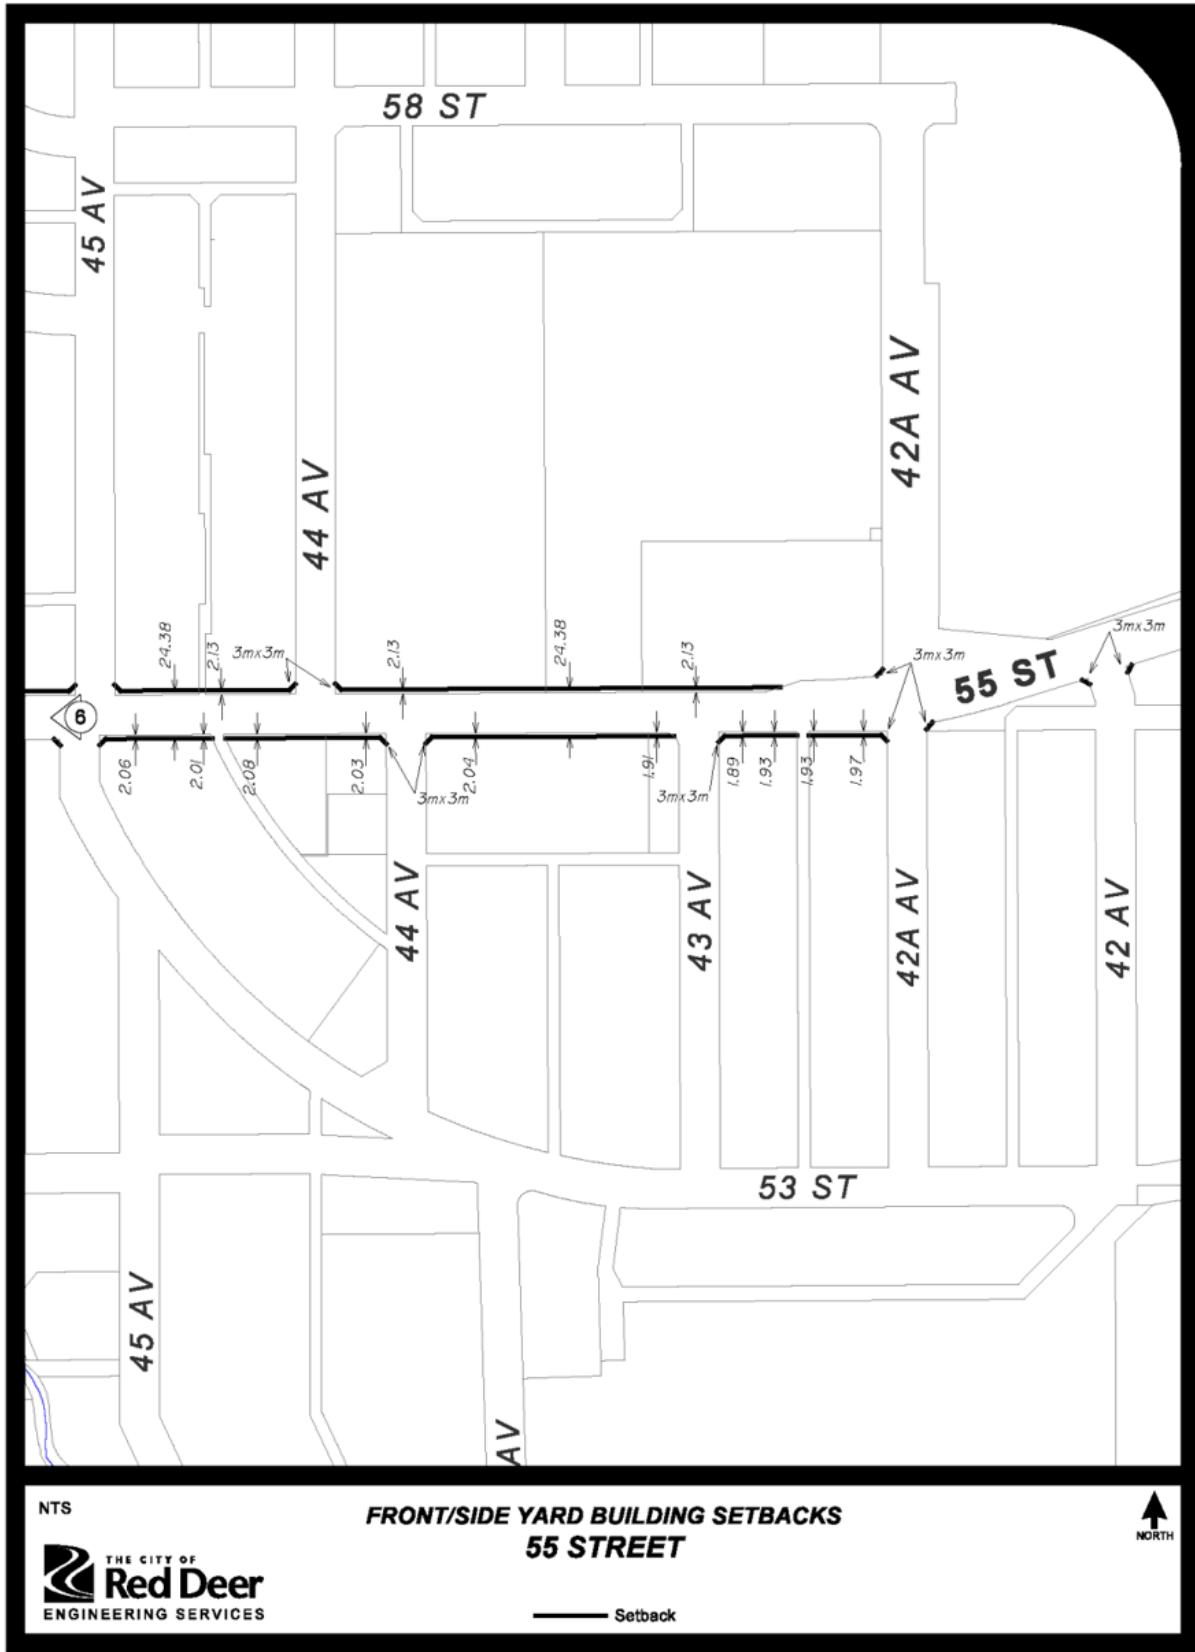 58 ST
45 AV
42A AV
44 AV
24.38
2.13
3mx3m
2.13
24.38
2.13
3mx3m
3mx3m
55 ST
6
2.06
2.01
2.08
2.03
3mx3m
2.04
1.91
3mx3m
1.89
1.93
1.93
1.97
44 AV
43 AV
42A AV
42 AV
53 ST
45 AV
AV
NTS
FRONT/SIDE YARD BUILDING SETBACKS
55 STREET
NORTH
THE CITY OF
Red Deer
ENGINEERING SERVICES
Setback